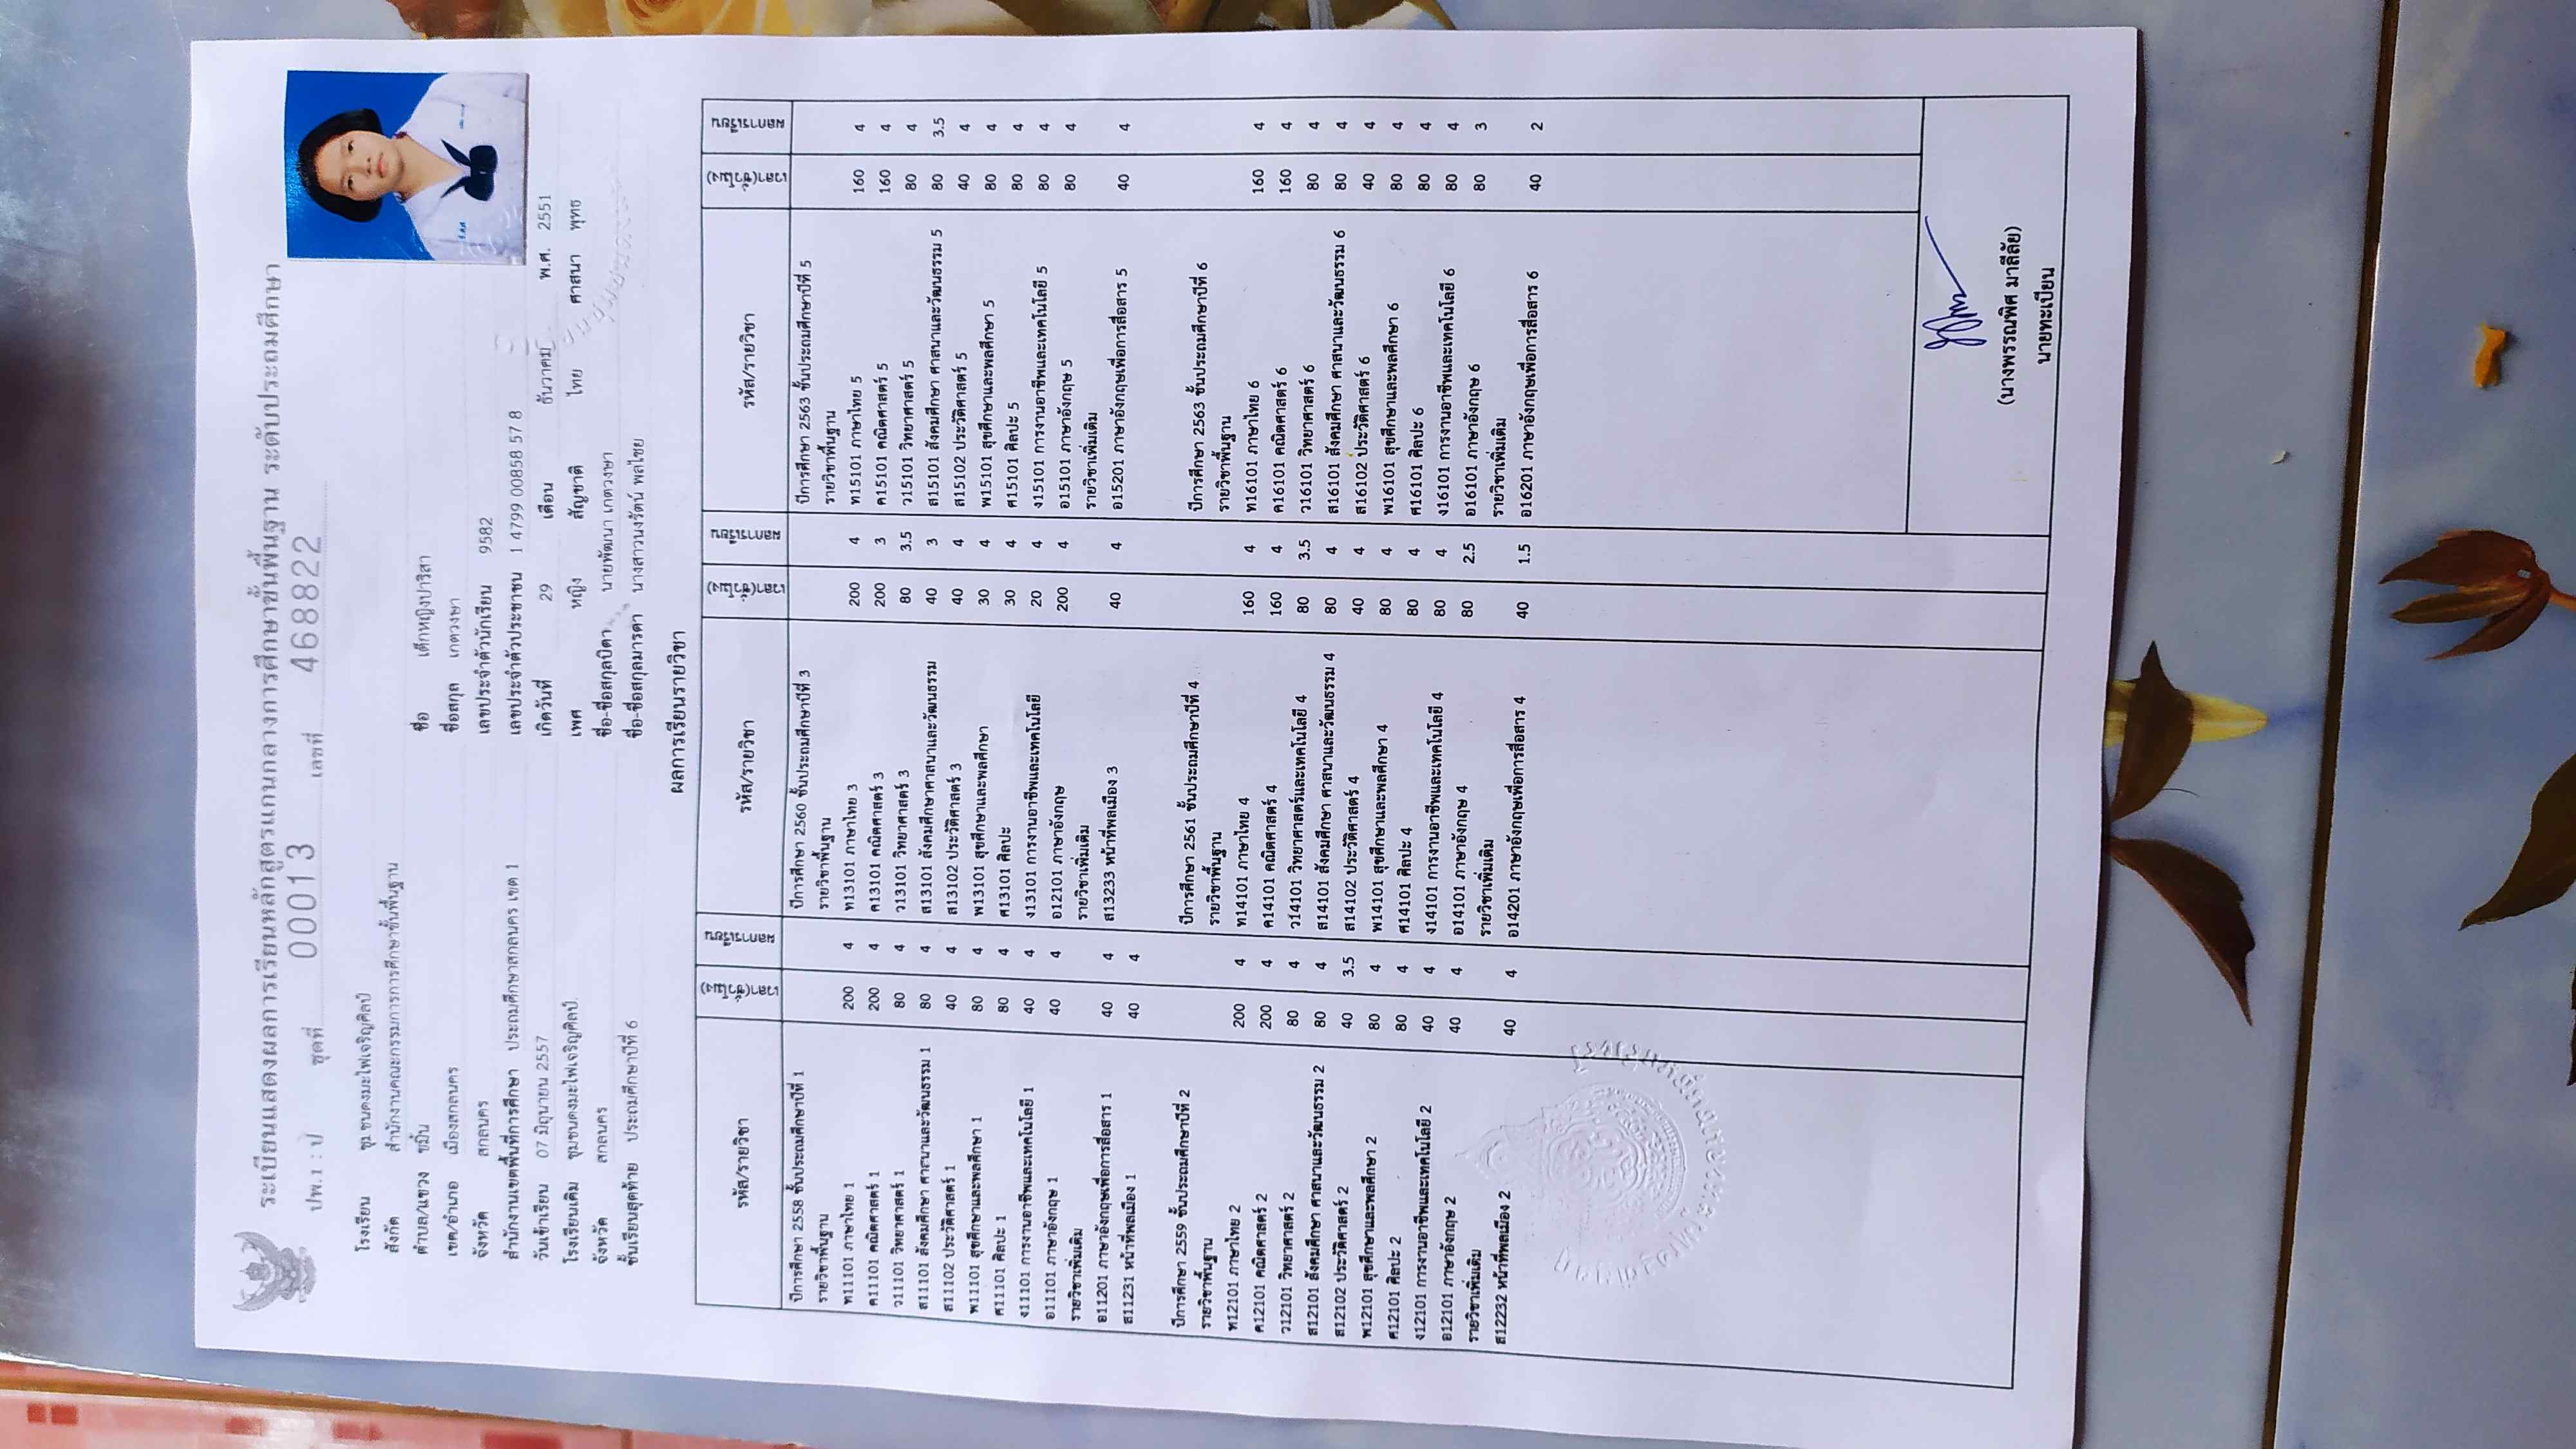 ระเบียนแสดงผลการเรียนหลักสูตรแกนกลางการศึกษาขั้นพื้นฐาน ระดับประถมศึกษา
ปพ.1 : ป ชุดที่ 00013 เลขที่ 468822
โรงเรียน ชุมชนดงมะไฟเจริญศิลป์
สังกัด สำนักงานคณะกรรมการการศึกษาขั้นพื้นฐาน
ตำบล/แขวง ขมิ้น
เขต/อำเภอ เมืองสกลนคร
จังหวัด สกลนคร
สำนักงานเขตพื้นที่การศึกษา ประถมศึกษาสกลนคร เขต 1
วันเข้าเรียน 07 มิถุนายน 2557
โรงเรียนเดิม ชุมชนดงมะไฟเจริญศิลป์
จังหวัด สกลนคร
ชั้นเรียนสุดท้าย ประถมศึกษาปีที่ 6
ชื่อ เด็กหญิงปาริสา
ชื่อสกุล เกตวงษา
เลขประจำตัวนักเรียน 9582
เลขประจำตัวประชาชน 1 4799 00858 57 8
เกิดวันที่ 29 เดือน ธันวาคม พ.ศ. 2551
เพศ หญิง สัญชาติ ไทย ศาสนา พุทธ
ชื่อ-ชื่อสกุลบิดา นายพัฒนา เกตวงษา
ชื่อ-ชื่อสกุลมารดา นางสาวนงรัตน์ พลไชย
ผลการเรียนรายวิชา
รหัส/รายวิชา เวลา(ชั่วโมง) ผลการเรียน
ปีการศึกษา 2558 ชั้นประถมศึกษาปีที่ 1
รายวิชาพื้นฐาน
ท11101 ภาษาไทย 1 200 4
ค11101 คณิตศาสตร์ 1 200 4
ว11101 วิทยาศาสตร์ 1 80 4
ส11101 สังคมศึกษา ศาสนาและวัฒนธรรม 1 80 4
ส11102 ประวัติศาสตร์ 1 40 4
พ11101 สุขศึกษาและพลศึกษา 1 80 4
ศ11101 ศิลปะ 1 80 4
ง11101 การงานอาชีพและเทคโนโลยี 1 40 4
อ11101 ภาษาอังกฤษ 1 40 4
รายวิชาเพิ่มเติม
อ11201 ภาษาอังกฤษเพื่อการสื่อสาร 1 40 4
ส11231 หน้าที่พลเมือง 1 40 4
ปีการศึกษา 2559 ชั้นประถมศึกษาปีที่ 2
รายวิชาพื้นฐาน
ท12101 ภาษาไทย 2 200 4
ค12101 คณิตศาสตร์ 2 200 4
ว12101 วิทยาศาสตร์ 2 80 4
ส12101 สังคมศึกษา ศาสนาและวัฒนธรรม 2 80 4
ส12102 ประวัติศาสตร์ 2 40 3.5
พ12101 สุขศึกษาและพลศึกษา 2 80 4
ศ12101 ศิลปะ 2 80 4
ง12101 การงานอาชีพและเทคโนโลยี 2 40 4
อ12101 ภาษาอังกฤษ 2 40 4
รายวิชาเพิ่มเติม
ส12232 หน้าที่พลเมือง 2 40 4
รหัส/รายวิชา เวลา(ชั่วโมง) ผลการเรียน
ปีการศึกษา 2560 ชั้นประถมศึกษาปีที่ 3
รายวิชาพื้นฐาน
ท13101 ภาษาไทย 3 200 4
ค13101 คณิตศาสตร์ 3 200 3
ว13101 วิทยาศาสตร์ 3 80 3.5
ส13101 สังคมศึกษาศาสนาและวัฒนธรรม 40 3
ส13102 ประวัติศาสตร์ 3 40 4
พ13101 สุขศึกษาและพลศึกษา 30 4
ศ13101 ศิลปะ 30 4
ง13101 การงานอาชีพและเทคโนโลยี 20 4
อ12101 ภาษาอังกฤษ 200 4
รายวิชาเพิ่มเติม
ส13233 หน้าที่พลเมือง 3 40 4
ปีการศึกษา 2561 ชั้นประถมศึกษาปีที่ 4
รายวิชาพื้นฐาน
ท14101 ภาษาไทย 4 160 4
ค14101 คณิตศาสตร์ 4 160 4
ว14101 วิทยาศาสตร์และเทคโนโลยี 4 80 3.5
ส14101 สังคมศึกษา ศาสนาและวัฒนธรรม 4 80 4
ส14102 ประวัติศาสตร์ 4 40 4
พ14101 สุขศึกษาและพลศึกษา 4 80 4
ศ14101 ศิลปะ 4 80 4
ง14101 การงานอาชีพและเทคโนโลยี 4 80 4
อ14101 ภาษาอังกฤษ 4 80 2.5
รายวิชาเพิ่มเติม
อ14201 ภาษาอังกฤษเพื่อการสื่อสาร 4 40 1.5
รหัส/รายวิชา เวลา(ชั่วโมง) ผลการเรียน
ปีการศึกษา 2563 ชั้นประถมศึกษาปีที่ 5
รายวิชาพื้นฐาน
ท15101 ภาษาไทย 5 160 4
ค15101 คณิตศาสตร์ 5 160 4
ว15101 วิทยาศาสตร์ 5 80 4
ส15101 สังคมศึกษา ศาสนาและวัฒนธรรม 5 80 3.5
ส15102 ประวัติศาสตร์ 5 40 4
พ15101 สุขศึกษาและพลศึกษา 5 80 4
ศ15101 ศิลปะ 5 80 4
ง15101 การงานอาชีพและเทคโนโลยี 5 80 4
อ15101 ภาษาอังกฤษ 5 80 4
รายวิชาเพิ่มเติม
อ15201 ภาษาอังกฤษเพื่อการสื่อสาร 5 40 4
ปีการศึกษา 2563 ชั้นประถมศึกษาปีที่ 6
รายวิชาพื้นฐาน
ท16101 ภาษาไทย 6 160 4
ค16101 คณิตศาสตร์ 6 160 4
ว16101 วิทยาศาสตร์ 6 80 4
ส16101 สังคมศึกษา ศาสนาและวัฒนธรรม 6 80 4
ส16102 ประวัติศาสตร์ 6 40 4
พ16101 สุขศึกษาและพลศึกษา 6 80 4
ศ16101 ศิลปะ 6 80 4
ง16101 การงานอาชีพและเทคโนโลยี 6 80 4
อ16101 ภาษาอังกฤษ 6 80 3
รายวิชาเพิ่มเติม
อ16201 ภาษาอังกฤษเพื่อการสื่อสาร 6 40 2
(นางพรรณพิศ มาลีลัย)
นายทะเบียน